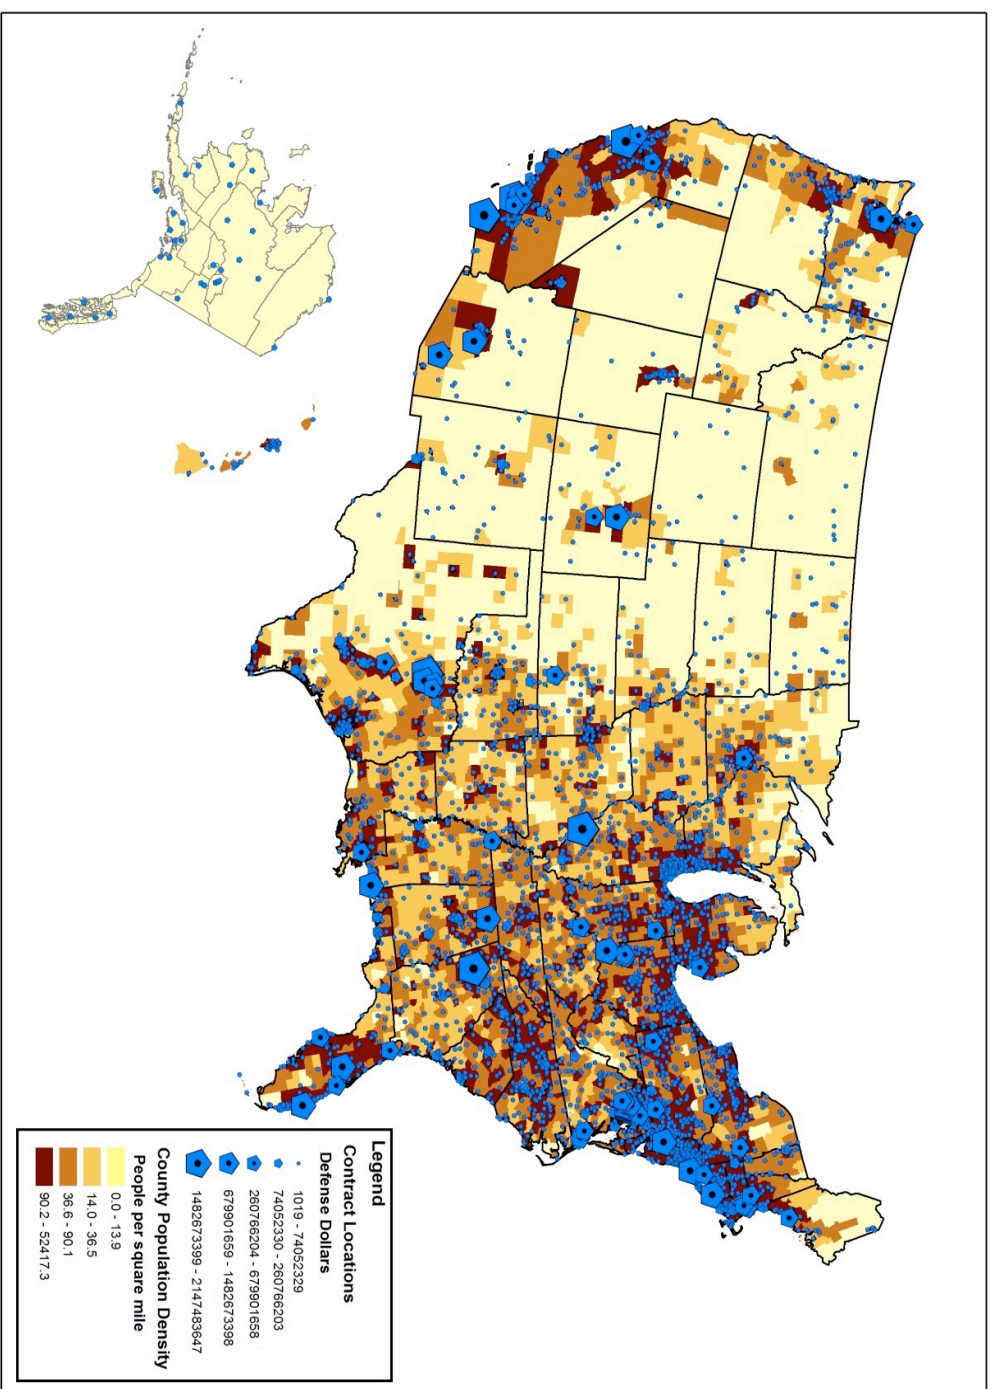 Legend
Contract Locations
Defense Dollars
1019 - 74052329
74052330 - 260766203
260766204 - 679901658
679901659 - 1482673398
1482673399 - 2147483647
County Population Density
People per square mile
0.0 - 13.9
14.0 - 36.5
36.6 - 90.1
90.2 - 52417.3